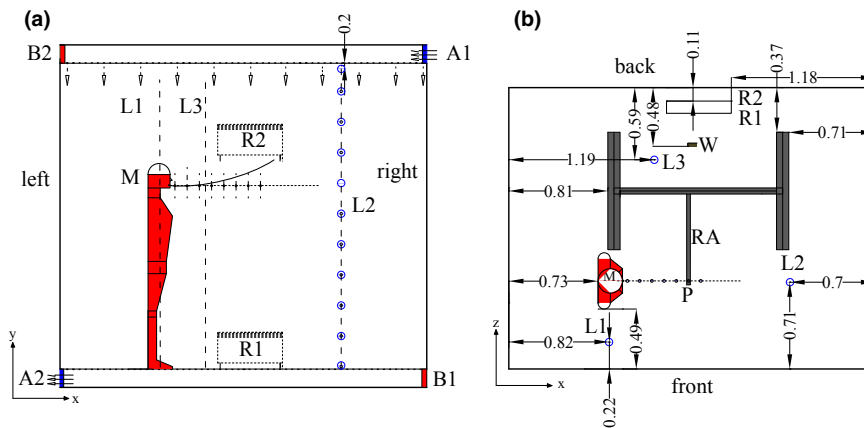 (a)
0.2
B2
A1
L1
L3
R2
left
M
right
L2
R1
y
A2
x
B1
(b)
0.11
0.37
back
1.18
R2
R1
0.59
0.48
0.71
W
1.19
L3
0.81
RA
0.73
M
L2
P
0.7
L1
0.71
z
0.82
0.49
x
front
0.22